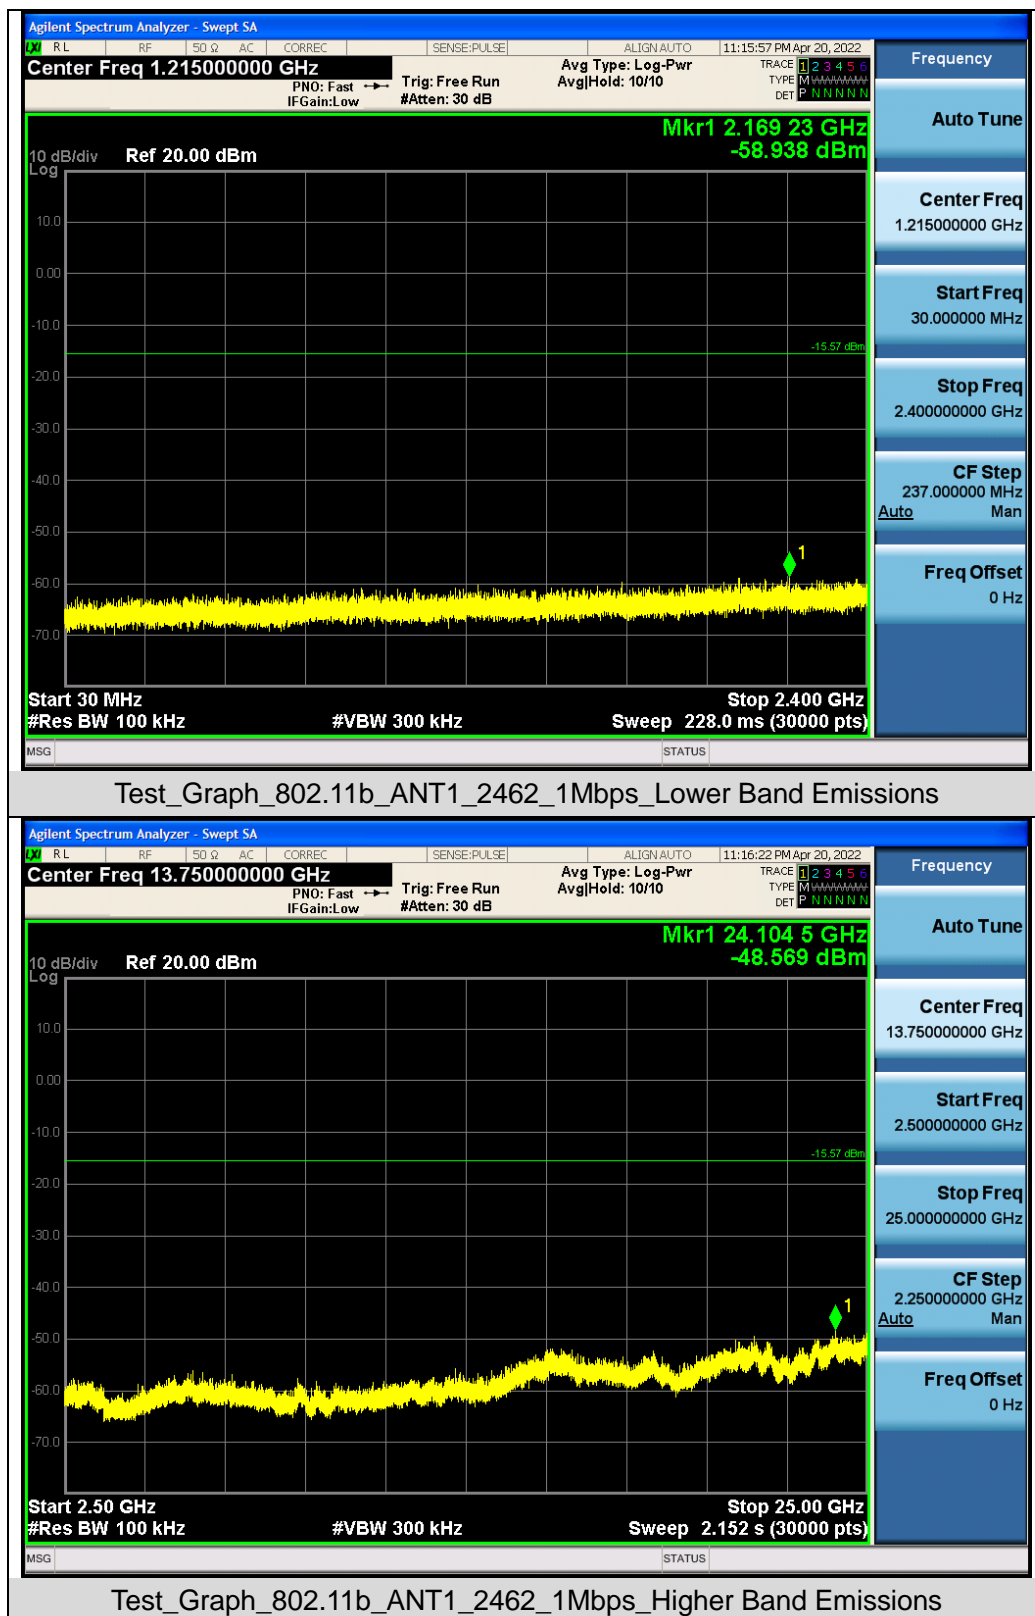 Agilent Spectrum Analyzer - Swept SA
LXI RL RF 50 Ω AC CORREC SENSE:PULSE ALIGN AUTO 11:15:57 PM Apr 20, 2022
Center Freq 1.215000000 GHz Avg Type: Log-Pwr TRACE 1 2 3 4 5 6
PNO: Fast Trig: Free Run Avg|Hold: 10/10 TYPE M
IFGain:Low #Atten: 30 dB DET P N N N N N
Mkr1 2.169 23 GHz
-58.938 dBm
10 dB/div Ref 20.00 dBm
Log
10.0
0.00
-10.0
-15.57 dBm
-20.0
-30.0
-40.0
-50.0
1
-60.0
-70.0
Start 30 MHz Stop 2.400 GHz
#Res BW 100 kHz #VBW 300 kHz Sweep 228.0 ms (30000 pts)
MSG STATUS
Frequency
Auto Tune
Center Freq
1.215000000 GHz
Start Freq
30.000000 MHz
Stop Freq
2.400000000 GHz
CF Step
237.000000 MHz
Auto Man
Freq Offset
0 Hz
Test_Graph_802.11b_ANT1_2462_1Mbps_Lower Band Emissions
Agilent Spectrum Analyzer - Swept SA
LXI RL RF 50 Ω AC CORREC SENSE:PULSE ALIGN AUTO 11:16:22 PM Apr 20, 2022
Center Freq 13.750000000 GHz Avg Type: Log-Pwr TRACE 1 2 3 4 5 6
PNO: Fast Trig: Free Run Avg|Hold: 10/10 TYPE M
IFGain:Low #Atten: 30 dB DET P N N N N N
Mkr1 24.104 5 GHz
-48.569 dBm
10 dB/div Ref 20.00 dBm
Log
10.0
0.00
-10.0
-15.57 dBm
-20.0
-30.0
-40.0
1
-50.0
-60.0
-70.0
Start 2.50 GHz Stop 25.00 GHz
#Res BW 100 kHz #VBW 300 kHz Sweep 2.152 s (30000 pts)
MSG STATUS
Frequency
Auto Tune
Center Freq
13.750000000 GHz
Start Freq
2.500000000 GHz
Stop Freq
25.000000000 GHz
CF Step
2.250000000 GHz
Auto Man
Freq Offset
0 Hz
Test_Graph_802.11b_ANT1_2462_1Mbps_Higher Band Emissions